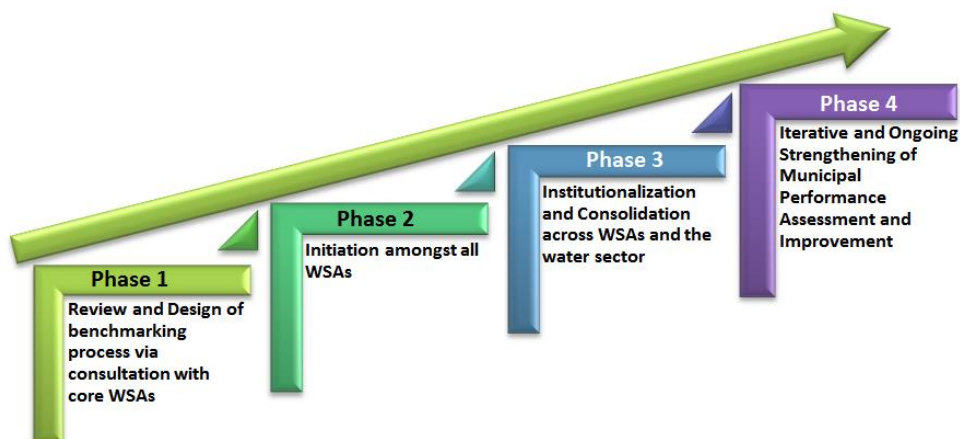 Phase 1
Review and Design of
benchmarking
process via
consultation with
core WSAs
Phase 2
Initiation amongst all
WSAs
Phase 3
Institutionalization
and Consolidation
across WSAs and the
water sector
Phase 4
Iterative and Ongoing
Strengthening of
Municipal
Performance
Assessment and
Improvement